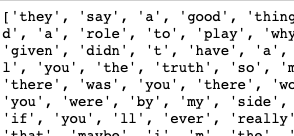 ['they', 'say', 'a', 'good', 'thing
d', 'a', 'role', 'to', 'play', 'why
'given', 'didn', 't', 'have', 'a',
l', 'you', 'the', 'truth', 'so', 'm
'there', 'was', 'you', 'there', 'wo
'you', 'were', 'by', 'my', 'side',
'if', 'you', 'll', 'ever', 'really'
'that', 'maybe', 'i', 'm', 'the',